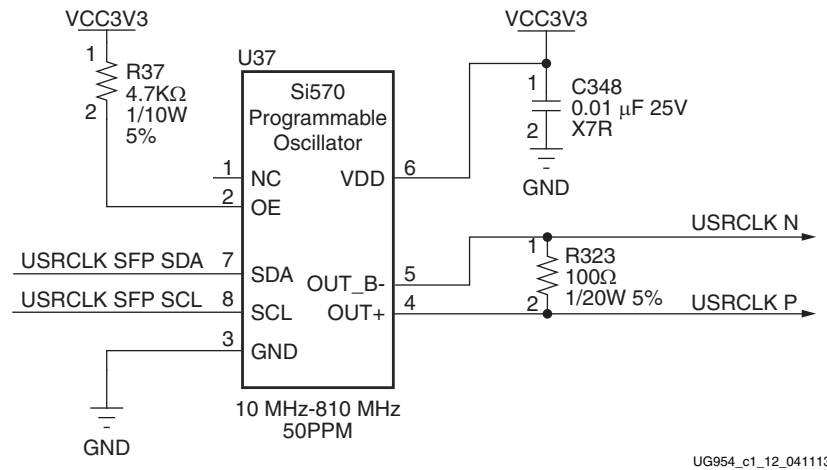 VCC3V3
1
R37
4.7KΩ
1/10W
5%
2
U37
Si570
Programmable
Oscillator
1 NC
2 OE
USRCLK SFP SDA 7 SDA
USRCLK SFP SCL 8 SCL
3 GND
GND
VDD 6
OUT_B- 5
OUT+ 4
10 MHz-810 MHz
50PPM
VCC3V3
1
C348
0.01 µF 25V
X7R
2
GND
USRCLK N
1
R323
100Ω
1/20W 5%
2
USRCLK P
UG954_c1_12_041113